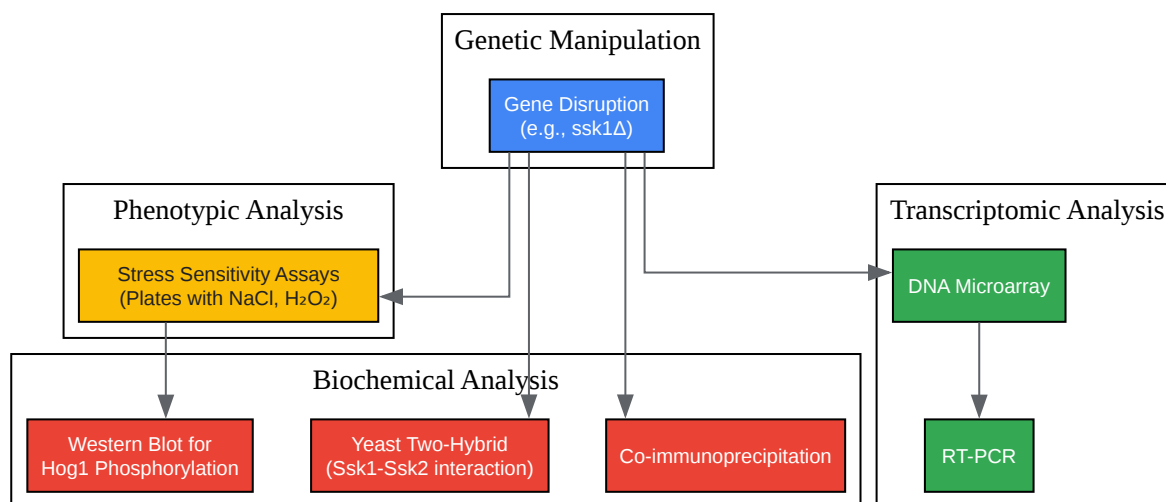 Genetic Manipulation
Gene Disruption
(e.g., ssk1Δ)
Phenotypic Analysis
Stress Sensitivity Assays
(Plates with NaCl, H₂O₂)
Transcriptomic Analysis
DNA Microarray
Biochemical Analysis
Western Blot for
Hog1 Phosphorylation
Yeast Two-Hybrid
(Ssk1-Ssk2 interaction)
Co-immunoprecipitation
RT-PCR